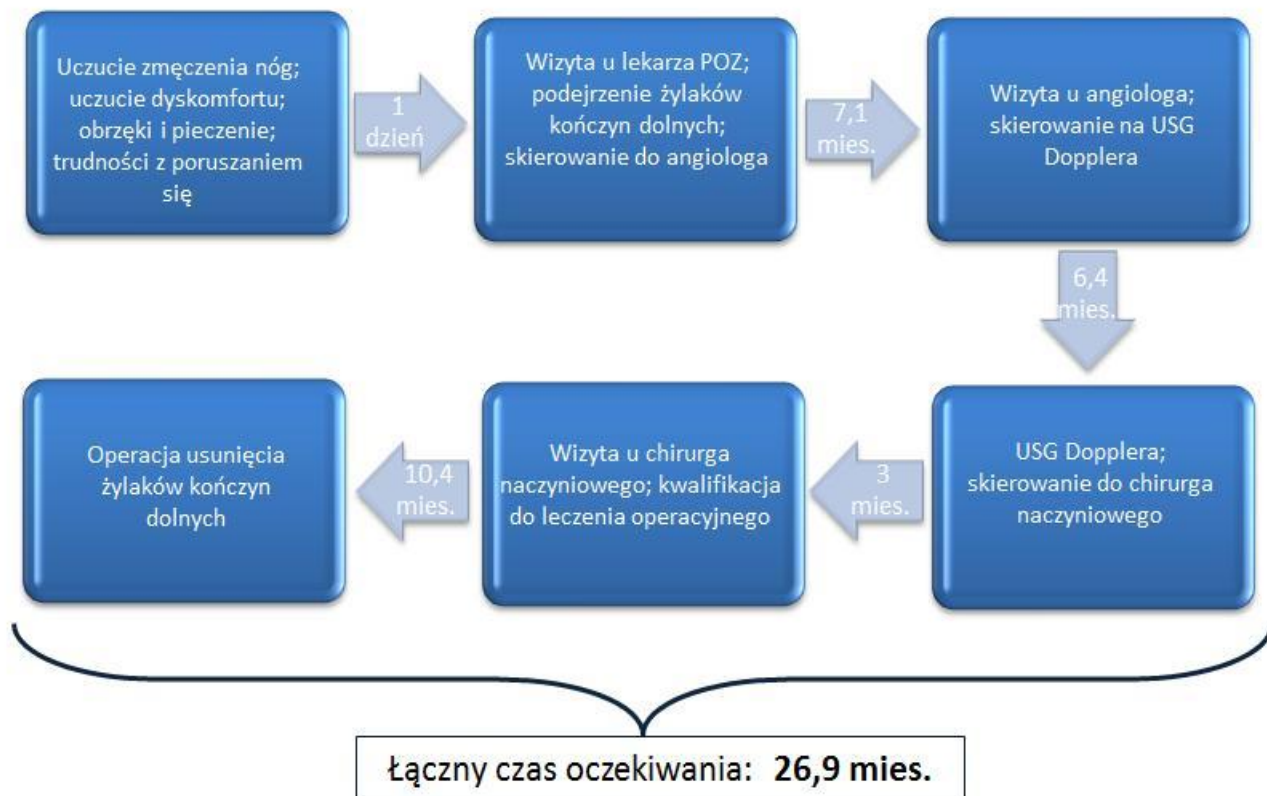 Uczucie zmęczenia nóg;
uczucie dyskomfortu;
obrzęki i pieczenie;
trudności z poruszaniem
się
1
dzień
Wizyta u lekarza POZ;
podejrzenie żylaków
kończyn dolnych;
skierowanie do angiologa
7,1
mies.
Wizyta u angiologa;
skierowanie na USG
Dopplera
6,4
mies.
USG Dopplera;
skierowanie do chirurga
naczyniowego
3
mies.
Wizyta u chirurga
naczyniowego; kwalifikacja
do leczenia operacyjnego
10,4
mies.
Operacja usunięcia
żylaków kończyn
dolnych
Łączny czas oczekiwania: 26,9 mies.